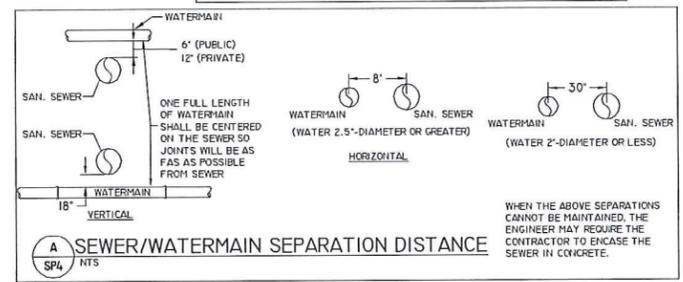 WATERMAIN
6" (PUBLIC)
12" (PRIVATE)
SAN. SEWER
ONE FULL LENGTH
OF WATERMAIN
SHALL BE CENTERED
ON THE SEWER SO
JOINTS WILL BE AS
FAS AS POSSIBLE
FROM SEWER
SAN. SEWER
WATERMAIN
18"
VERTICAL
8'
WATERMAIN
SAN. SEWER
(WATER 2.5"-DIAMETER OR GREATER)
HORIZONTAL
30"
WATERMAIN
SAN. SEWER
(WATER 2"-DIAMETER OR LESS)
WHEN THE ABOVE SEPARATIONS
CANNOT BE MAINTAINED, THE
ENGINEER MAY REQUIRE THE
CONTRACTOR TO ENCASE THE
SEWER IN CONCRETE.
A
SP4
SEWER/WATERMAIN SEPARATION DISTANCE
NTS